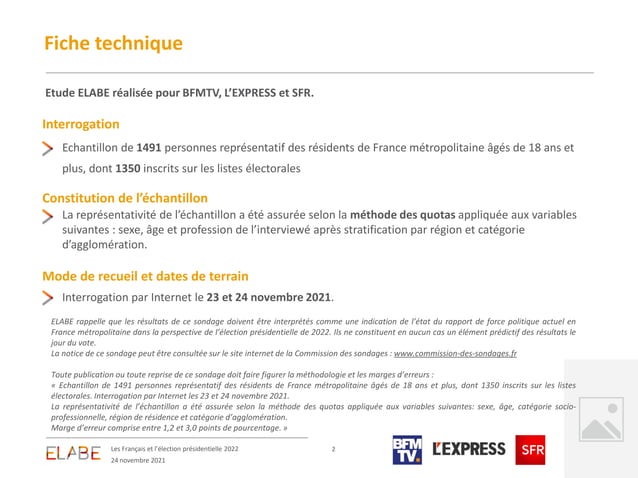 Fiche technique
Etude ELABE réalisée pour BFMTV, L’EXPRESS et SFR.
Interrogation
Echantillon de 1491 personnes représentatif des résidents de France métropolitaine âgés de 18 ans et
plus, dont 1350 inscrits sur les listes électorales
Constitution de l’échantillon
La représentativité de l’échantillon a été assurée selon la méthode des quotas appliquée aux variables
suivantes : sexe, âge et profession de l’interviewé après stratification par région et catégorie
d’agglomération.
Mode de recueil et dates de terrain
Interrogation par Internet le 23 et 24 novembre 2021.
ELABE rappelle que les résultats de ce sondage doivent être interprétés comme une indication de l’état du rapport de force politique actuel en
France métropolitaine dans la perspective de l’élection présidentielle de 2022. Ils ne constituent en aucun cas un élément prédictif des résultats le
jour du vote.
La notice de ce sondage peut être consultée sur le site internet de la Commission des sondages : www.commission-des-sondages.fr
Toute publication ou toute reprise de ce sondage doit faire figurer la méthodologie et les marges d’erreurs :
« Echantillon de 1491 personnes représentatif des résidents de France métropolitaine âgés de 18 ans et plus, dont 1350 inscrits sur les listes
électorales. Interrogation par Internet les 23 et 24 novembre 2021.
La représentativité de l’échantillon a été assurée selon la méthode des quotas appliquée aux variables suivantes: sexe, âge, catégorie socio-
professionnelle, région de résidence et catégorie d’agglomération.
Marge d’erreur comprise entre 1,2 et 3,0 points de pourcentage. »
ELABE
Les Français et l’élection présidentielle 2022
24 novembre 2021
2
BFM
TV.
L’EXPRESS
SFR